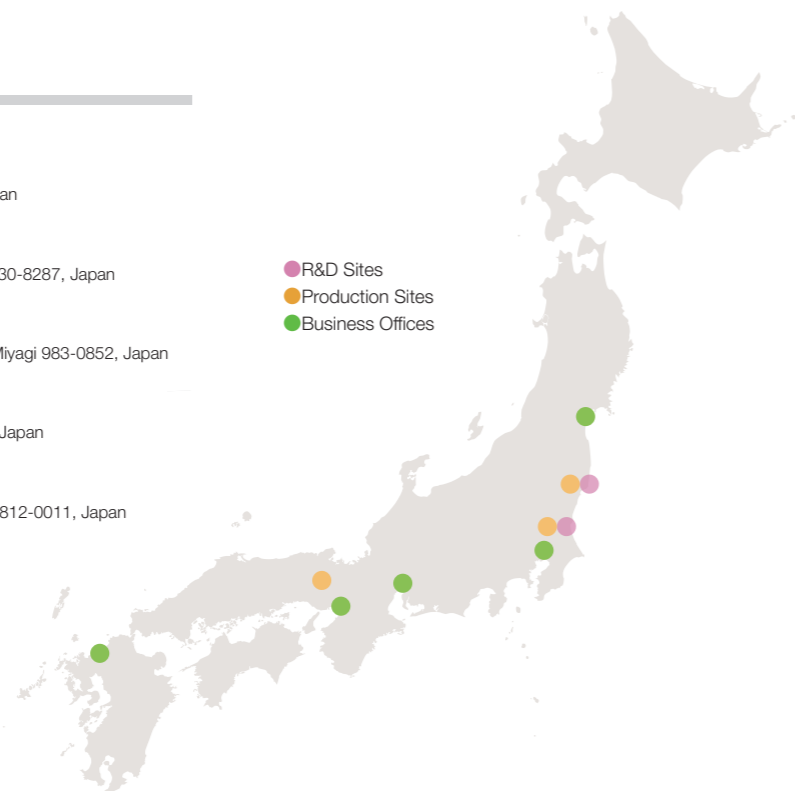 an
30-8287, Japan
Miyagi 983-0852, Japan
Japan
812-0011, Japan
R&D Sites
Production Sites
Business Offices